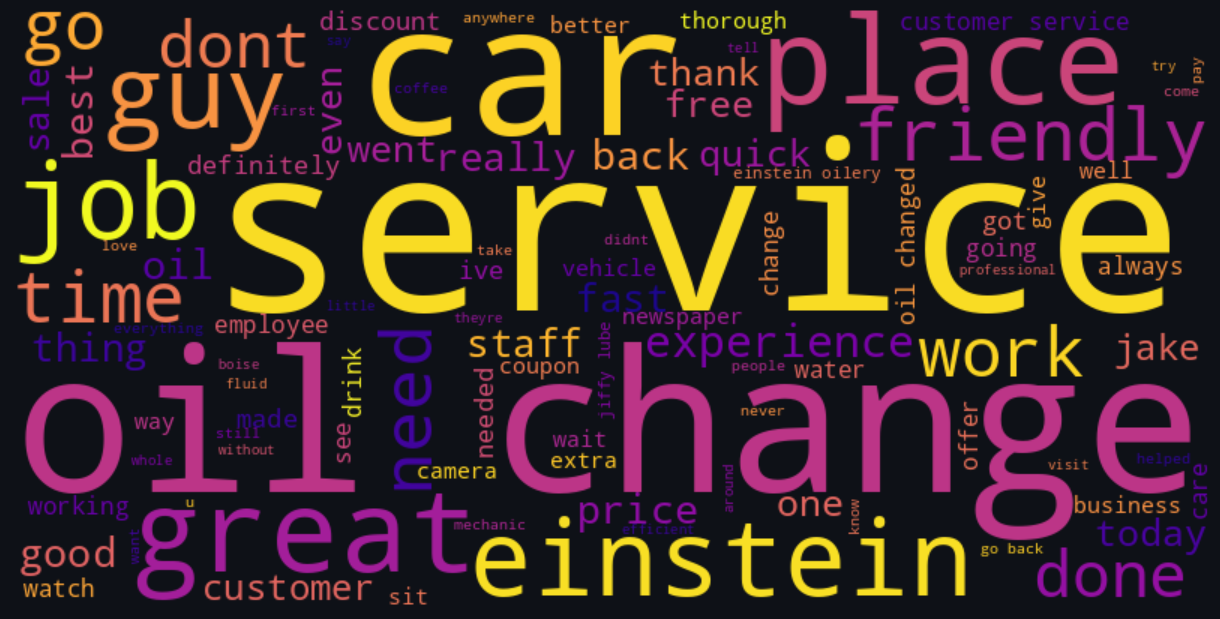 go
dont
guy
discount
anywhere
better
thorough
customer service
say
car
place
tell
thank
free
coffee
try
pay
come
sale
best
first
even
friendly
definitely
went
really
back
quick
einstein oilery
well
job
service
love
oil
time
take
ive
didnt
vehicle
fast
change
oil changed
got
give
going
professional
always
little
everything
employee
theyre
newspaper
thing
boise
fluid
drink
need
staff
coupon
jiffy lube
experience
people
water
work
jake
oil change
way
made
still
without
whole
see
needed
wait
extra
camera
never
offer
visit
helped
working
u
great
want
mechanic
price
efficient
around
one
know
business
care
today
good
watch
customer
sit
einstein
go back
done